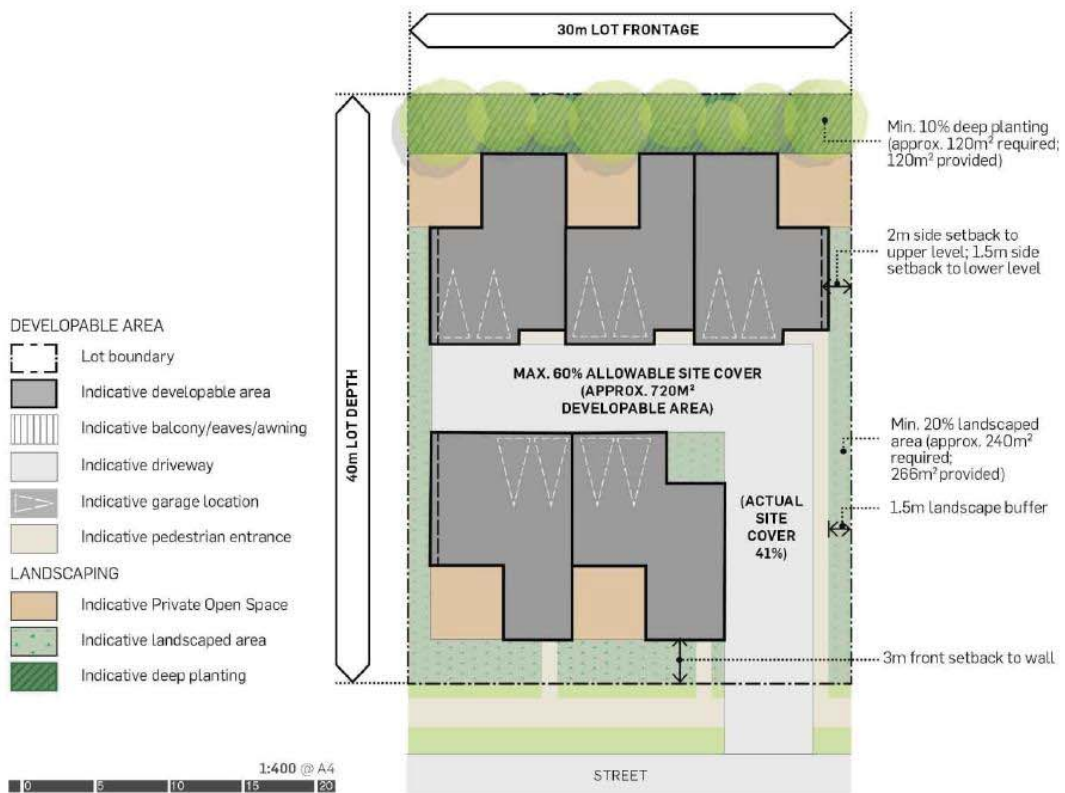 30m LOT FRONTAGE
40m LOT DEPTH
Min. 10% deep planting
(approx. 120m² required;
120m² provided)
2m side setback to
upper level; 1.5m side
setback to lower level
MAX. 60% ALLOWABLE SITE COVER
(APPROX. 720M²
DEVELOPABLE AREA)
Min. 20% landscaped
area (approx. 240m²
required;
266m² provided)
(ACTUAL
SITE
COVER
41%)
1.5m landscape buffer
3m front setback to wall
STREET
DEVELOPABLE AREA
Lot boundary
Indicative developable area
Indicative balcony/eaves/awning
Indicative driveway
Indicative garage location
Indicative pedestrian entrance
LANDSCAPING
Indicative Private Open Space
Indicative landscaped area
Indicative deep planting
1:400 @ A4
0 5 10 15 20